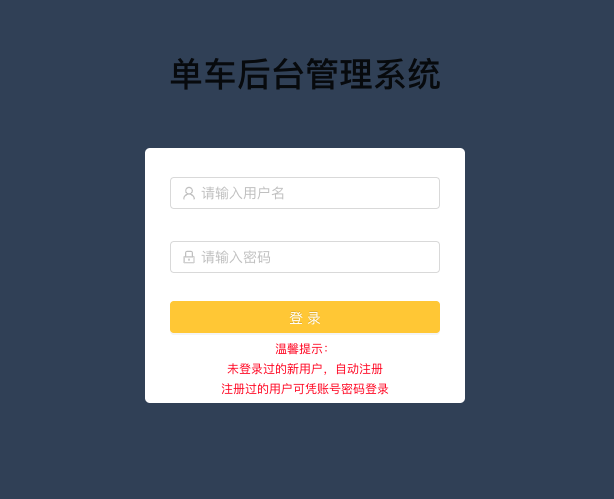 单车后台管理系统
请输入用户名
请输入密码
登 录
温馨提示：
未登录过的新用户，自动注册
注册过的用户可凭账号密码登录